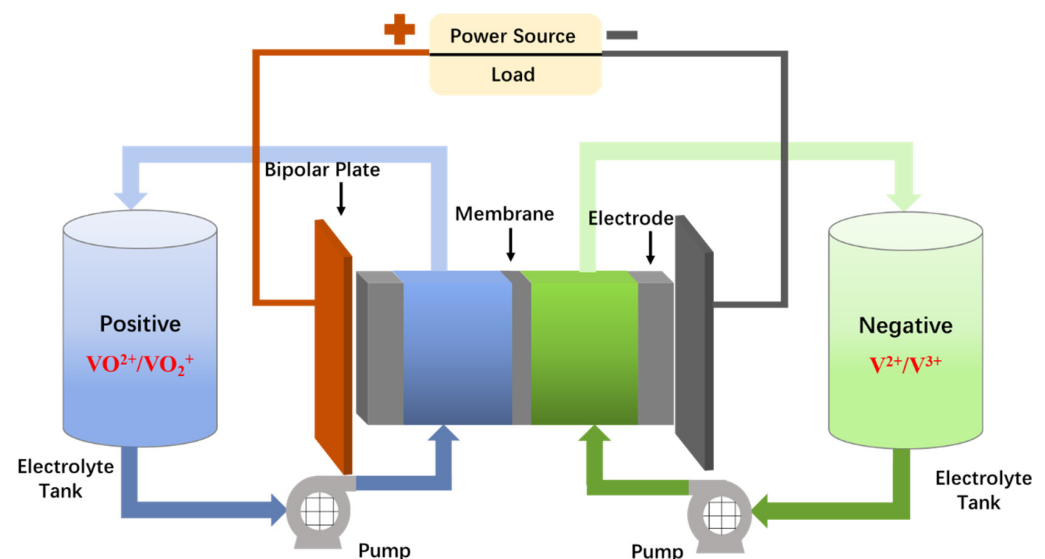 + Power Source −
Load
Bipolar Plate
Membrane
Electrode
Positive
VO²⁺/VO₂⁺
Negative
V²⁺/V³⁺
Electrolyte
Tank
Electrolyte
Tank
Pump
Pump